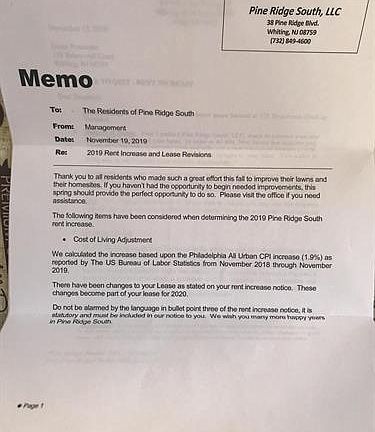 Pine Ridge South, LLC
38 Pine Ridge Blvd.
Whiting, NJ 08759
(732) 849-4600
Memo
To: The Residents of Pine Ridge South
From: Management
Date: November 19, 2019
Re: 2019 Rent Increase and Lease Revisions
Thank you to all residents who made such a great effort this fall to improve their lawns and
their homesites. If you haven't had the opportunity to begin needed improvements, this
spring should provide the perfect opportunity to do so. Please visit the office if you need
assistance.
The following items have been considered when determining the 2019 Pine Ridge South
rent increase.
• Cost of Living Adjustment
We calculated the increase based upon the Philadelphia All Urban CPI increase (1.9%) as
reported by The US Bureau of Labor Statistics from November 2018 through November
2019.
There have been changes to your Lease as stated on your rent increase notice. These
changes become part of your lease for 2020.
Do not be alarmed by the language in bullet point three of the rent increase notice, it is
statutory and must be included in our notice to you. We wish you many more happy years
in Pine Ridge South.
• Page 1